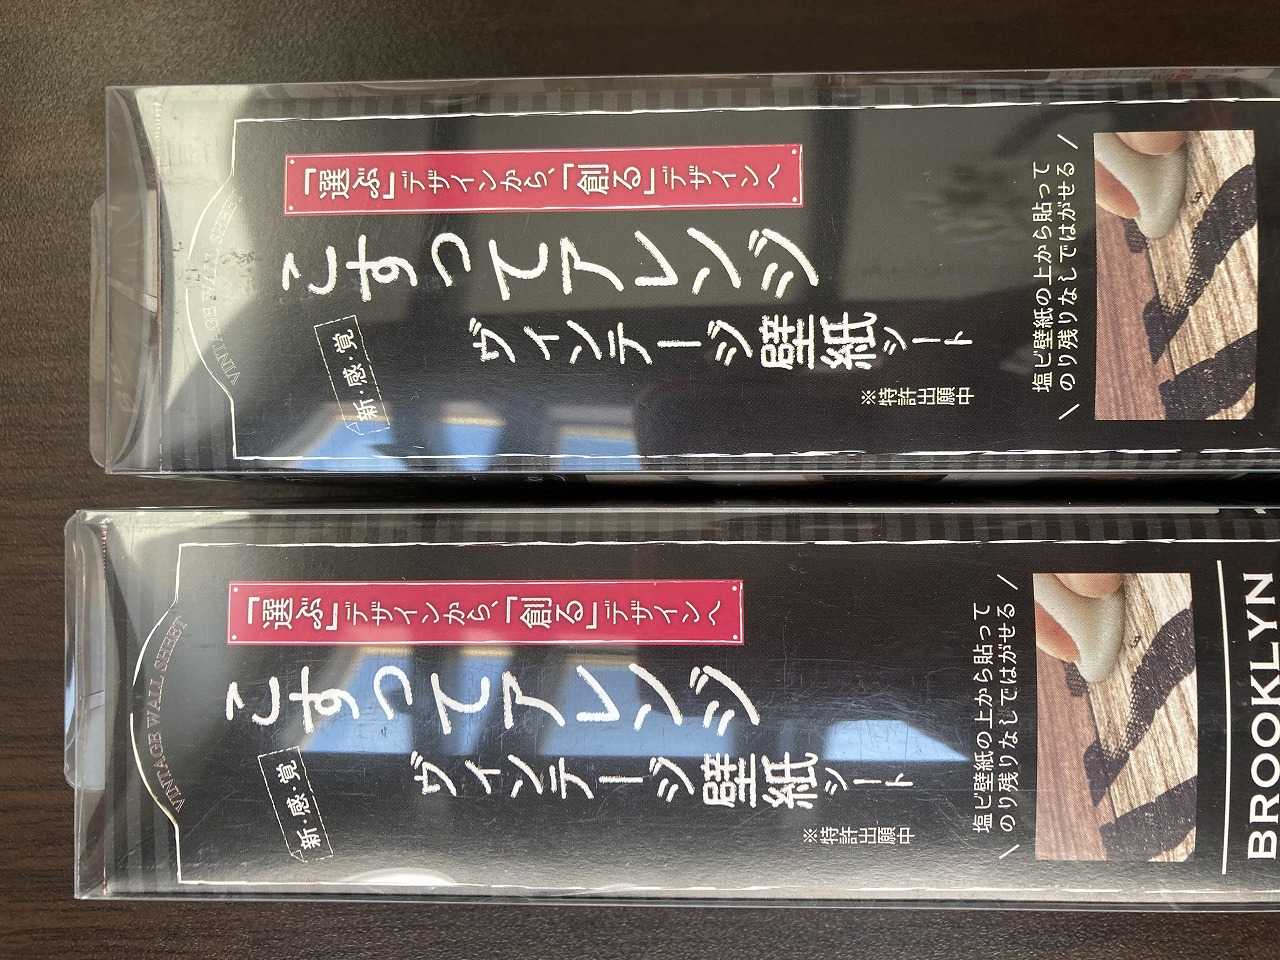 VINTAGE WALL SHEET
「選ぶ」デザインから、「創る」デザインへ
こすってアレンジ
新・感・覚
ヴィンテージ壁紙シート
※特許出願中
塩ビ壁紙の上から貼って
のり残りなしではがせる
VINTAGE WALL SHEET
「選ぶ」デザインから、「創る」デザインへ
こすってアレンジ
新・感・覚
ヴィンテージ壁紙シート
※特許出願中
塩ビ壁紙の上から貼って
のり残りなしではがせる
BROOKLYN